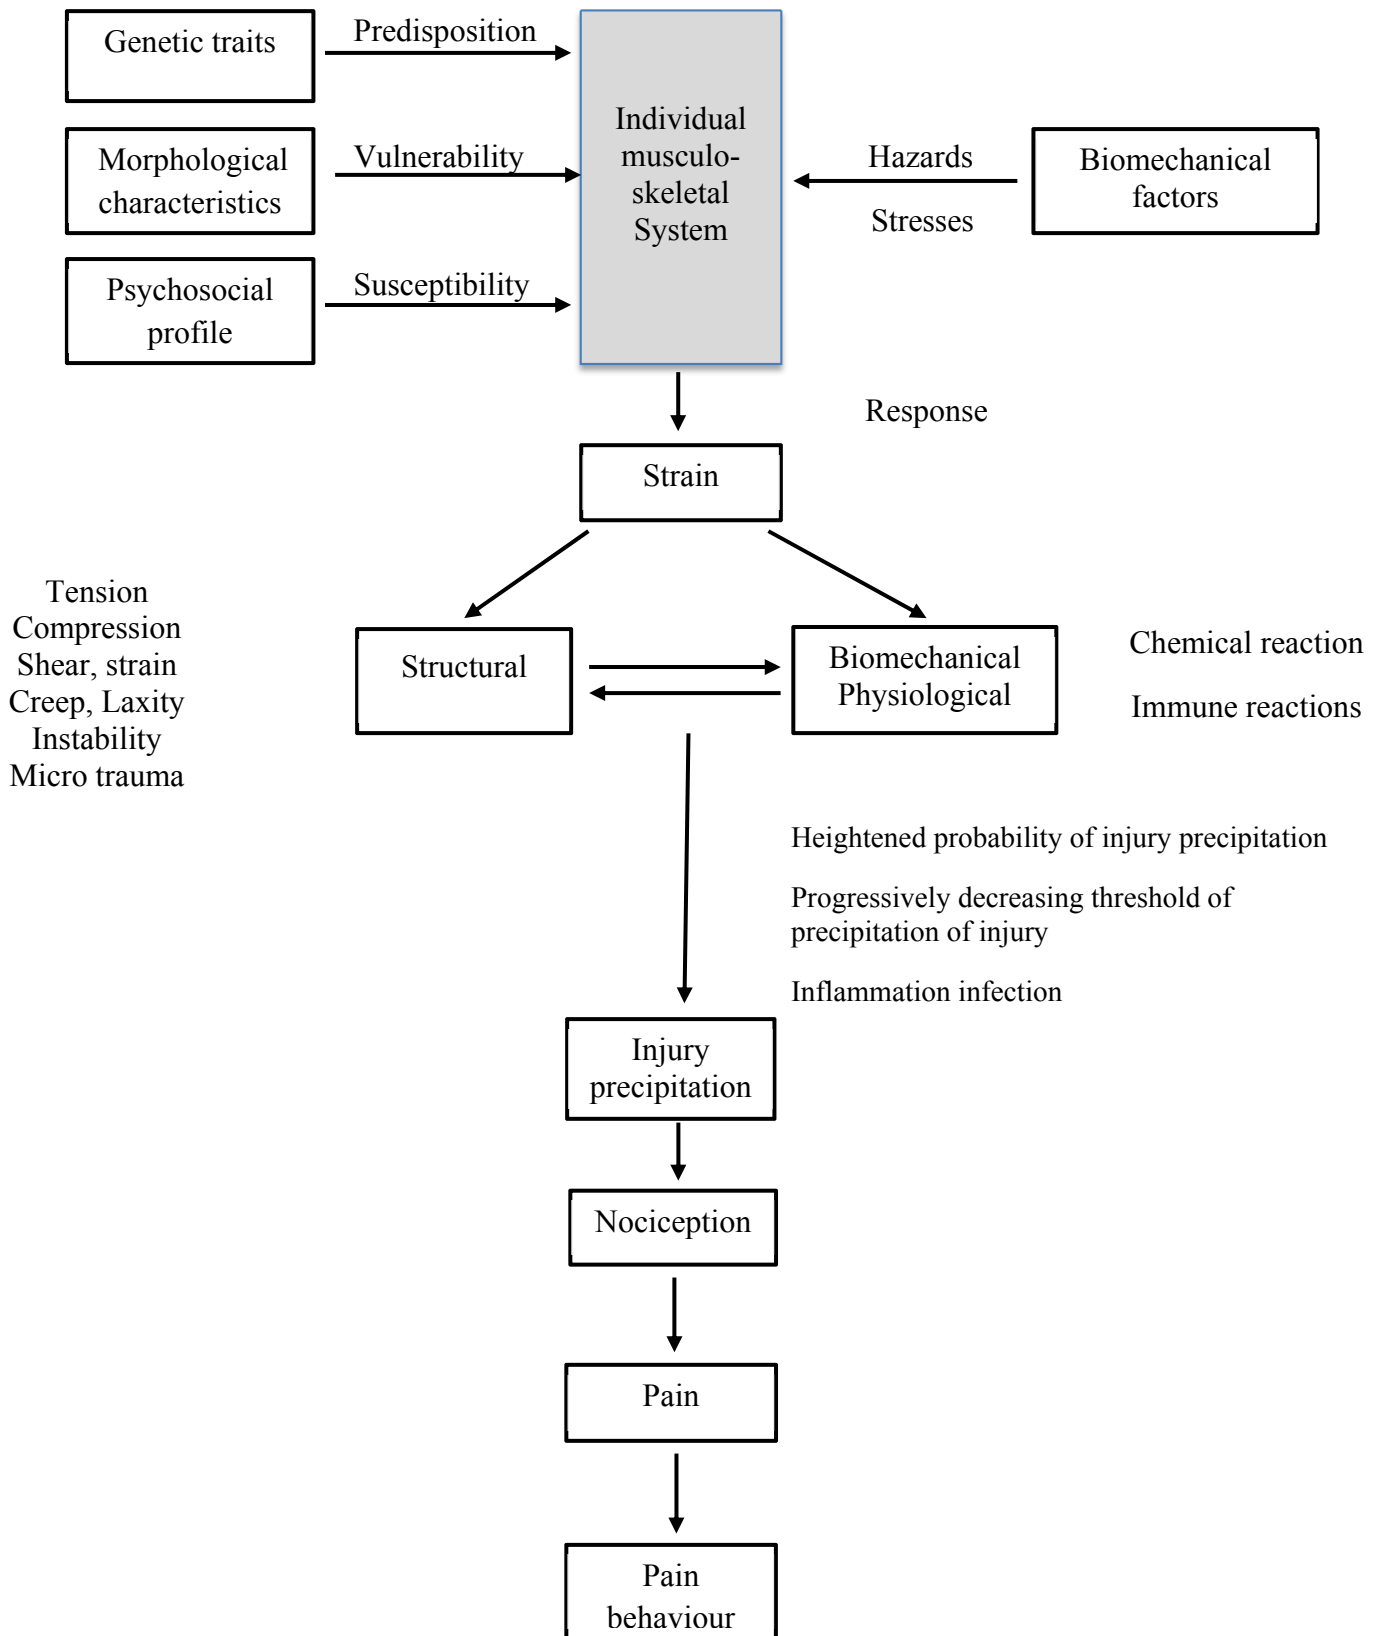 Genetic traits
Predisposition
Morphological
characteristics
Vulnerability
Psychosocial
profile
Susceptibility
Individual
musculo-
skeletal
System
Hazards
Stresses
Biomechanical
factors
Response
Strain
Tension
Compression
Shear, strain
Creep, Laxity
Instability
Micro trauma
Structural
Biomechanical
Physiological
Chemical reaction
Immune reactions
Heightened probability of injury precipitation
Progressively decreasing threshold of
precipitation of injury
Inflammation infection
Injury
precipitation
Nociception
Pain
Pain
behaviour